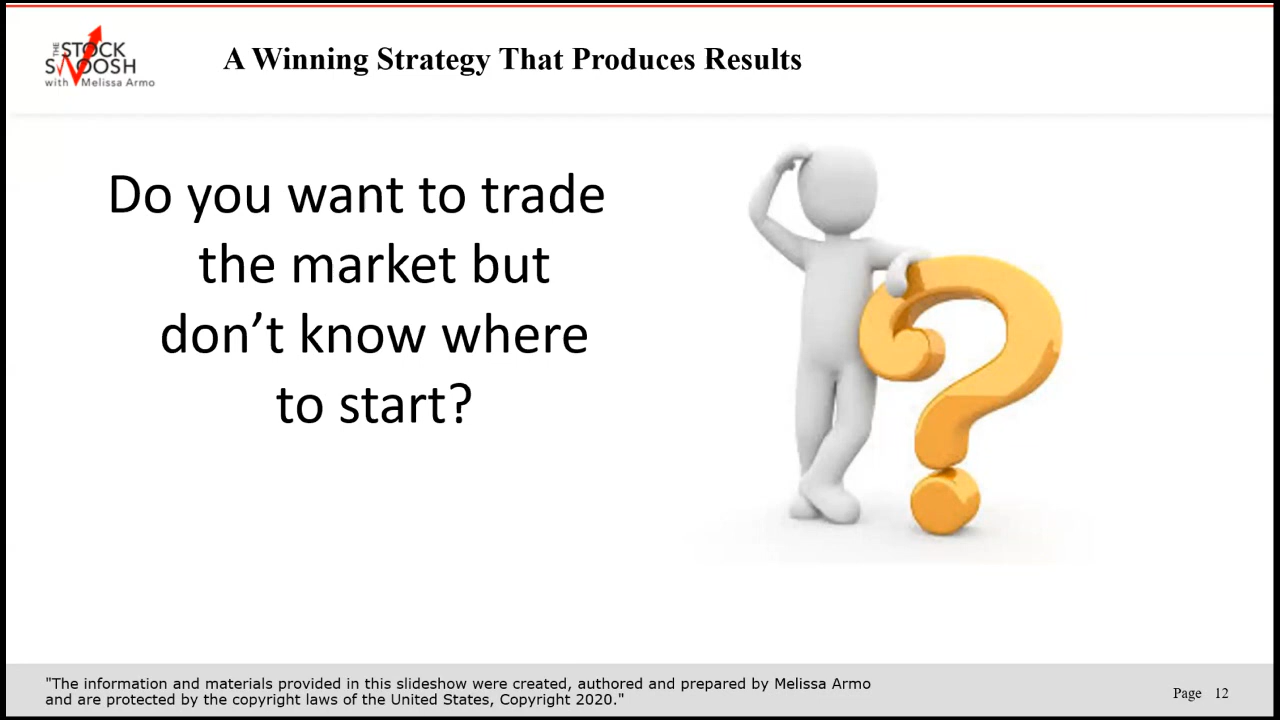 THE
STOCK
SWOOSH
with Melissa Armo
A Winning Strategy That Produces Results
Do you want to trade
the market but
don’t know where
to start?
"The information and materials provided in this slideshow were created, authored and prepared by Melissa Armo
and are protected by the copyright laws of the United States, Copyright 2020."
Page 12